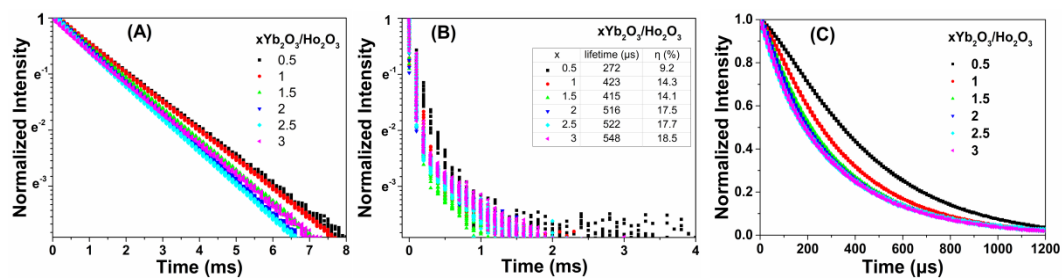 (A)
xYb₂O₃/Ho₂O₃
0.5
1
1.5
2
2.5
3
Normalized Intensity
1
e⁻¹
e⁻²
e⁻³
0 1 2 3 4 5 6 7 8
Time (ms)
(B)
xYb₂O₃/Ho₂O₃
x lifetime (µs) η (%)
0.5 272 9.2
1 423 14.3
1.5 415 14.1
2 516 17.5
2.5 522 17.7
3 548 18.5
Normalized Intensity
1
e⁻¹
e⁻²
e⁻³
0 1 2 3 4
Time (ms)
(C)
xYb₂O₃/Ho₂O₃
0.5
1
1.5
2
2.5
3
Normalized Intensity
1.0
0.8
0.6
0.4
0.2
0.0
0 200 400 600 800 1000 1200
Time (µs)